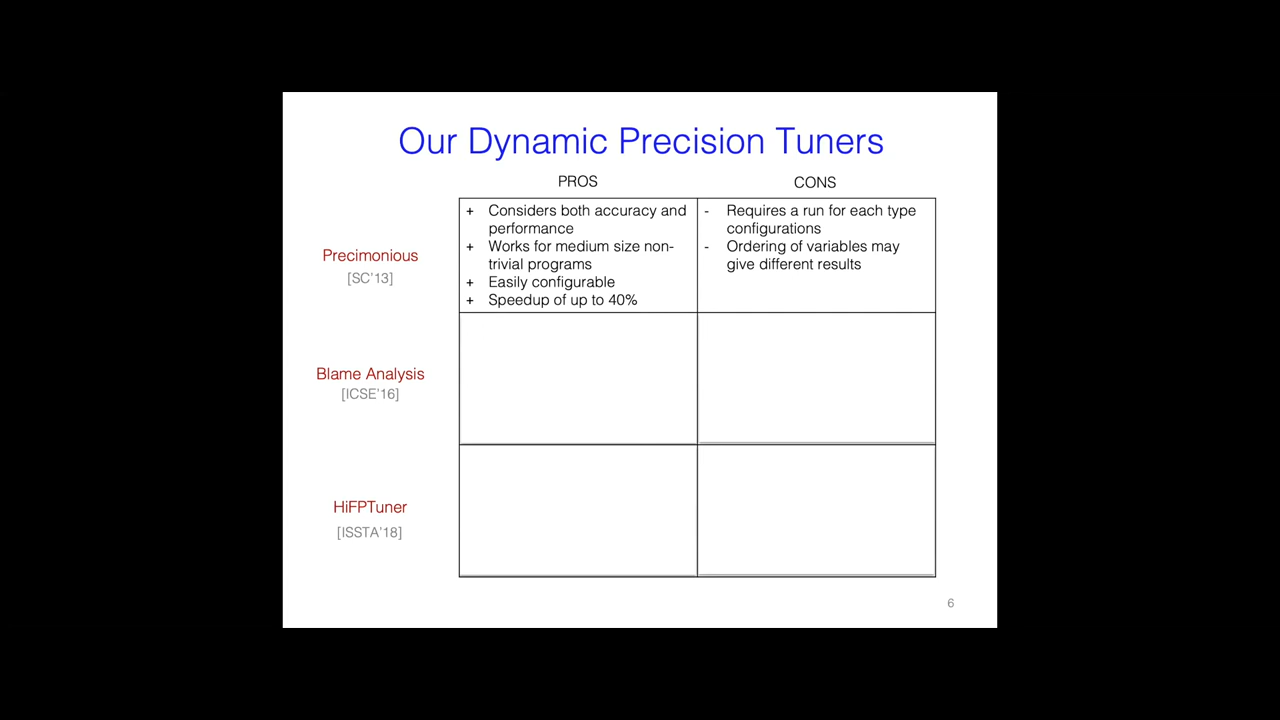 Our Dynamic Precision Tuners
PROS
CONS
Precimonious
[SC'13]
+ Considers both accuracy and
performance
+ Works for medium size non-
trivial programs
+ Easily configurable
+ Speedup of up to 40%
- Requires a run for each type
configurations
- Ordering of variables may
give different results
Blame Analysis
[ICSE'16]
HiFPTuner
[ISSTA'18]
6